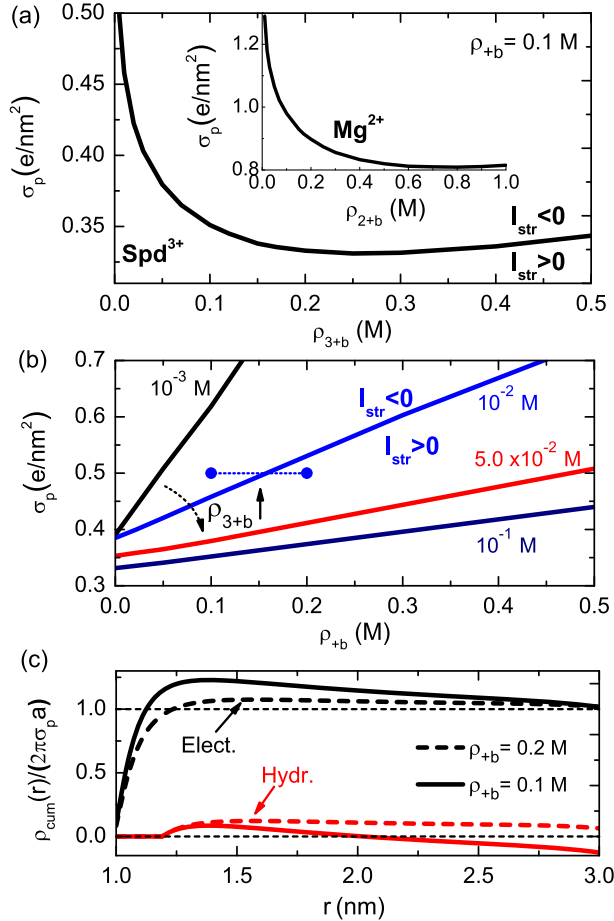 (a)
0.50
0.45
0.40
0.35
σp(e/nm²)
0.0 0.1 0.2 0.3 0.4 0.5
ρ3+b (M)
Spd³⁺
Istr<0
Istr>0
ρ+b= 0.1 M
1.2
1.0
0.8
σp(e/nm²)
Mg²⁺
0.0 0.2 0.4 0.6 0.8 1.0
ρ2+b (M)
(b)
0.7
0.6
0.5
0.4
0.3
σp(e/nm²)
10⁻³ M
Istr<0
Istr>0
10⁻² M
5.0 x10⁻² M
ρ3+b
10⁻¹ M
0.0 0.1 0.2 0.3 0.4 0.5
ρ+b (M)
(c)
1.0
0.5
0.0
ρcum(r)/(2πσpa)
Elect.
Hydr.
ρ+b= 0.2 M
ρ+b= 0.1 M
1.0 1.5 2.0 2.5 3.0
r (nm)